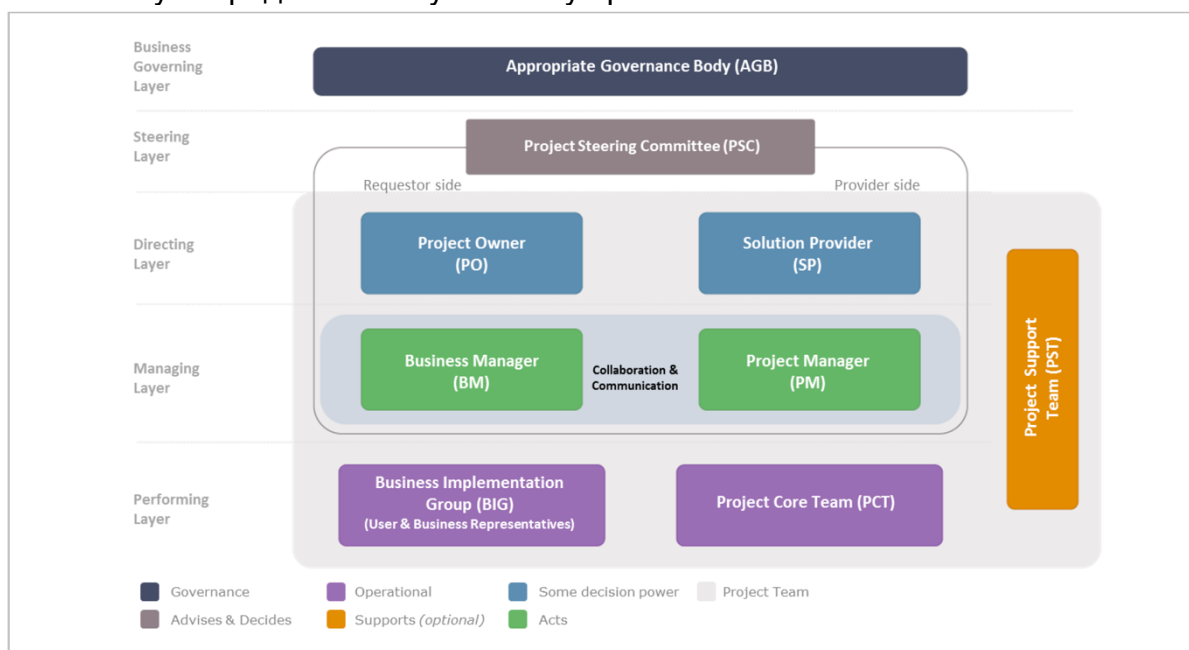 Business
Governing
Layer
Appropriate Governance Body (AGB)
Steering
Layer
Project Steering Committee (PSC)
Requestor side
Provider side
Directing
Layer
Project Owner
(PO)
Solution Provider
(SP)
Managing
Layer
Business Manager
(BM)
Collaboration &
Communication
Project Manager
(PM)
Project Support
Team (PST)
Performing
Layer
Business Implementation
Group (BIG)
(User & Business Representatives)
Project Core Team (PCT)
Governance
Operational
Some decision power
Project Team
Advises & Decides
Supports (optional)
Acts